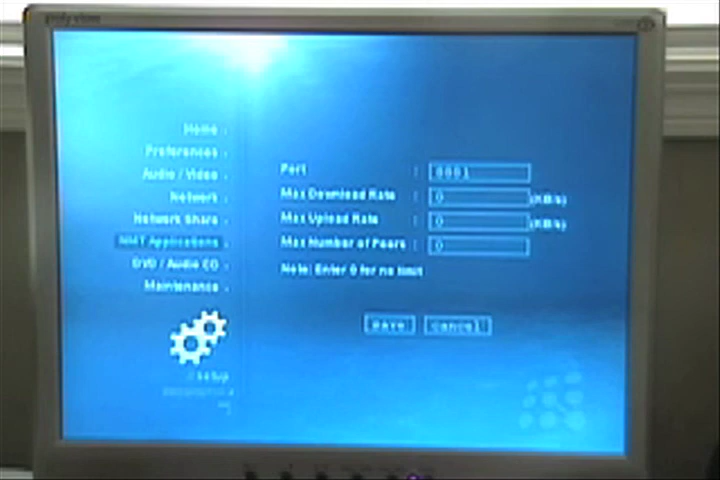 polyview
Home
Preferences
Audio / Video
Network
Network Share
NMT Applications
DVD / Audio CD
Maintenance
setup
Port : 8881
Max Download Rate : 0 (KB/s)
Max Upload Rate : 0 (KB/s)
Max Number of Peers : 0
Note: Enter 0 for no limit
save cancel